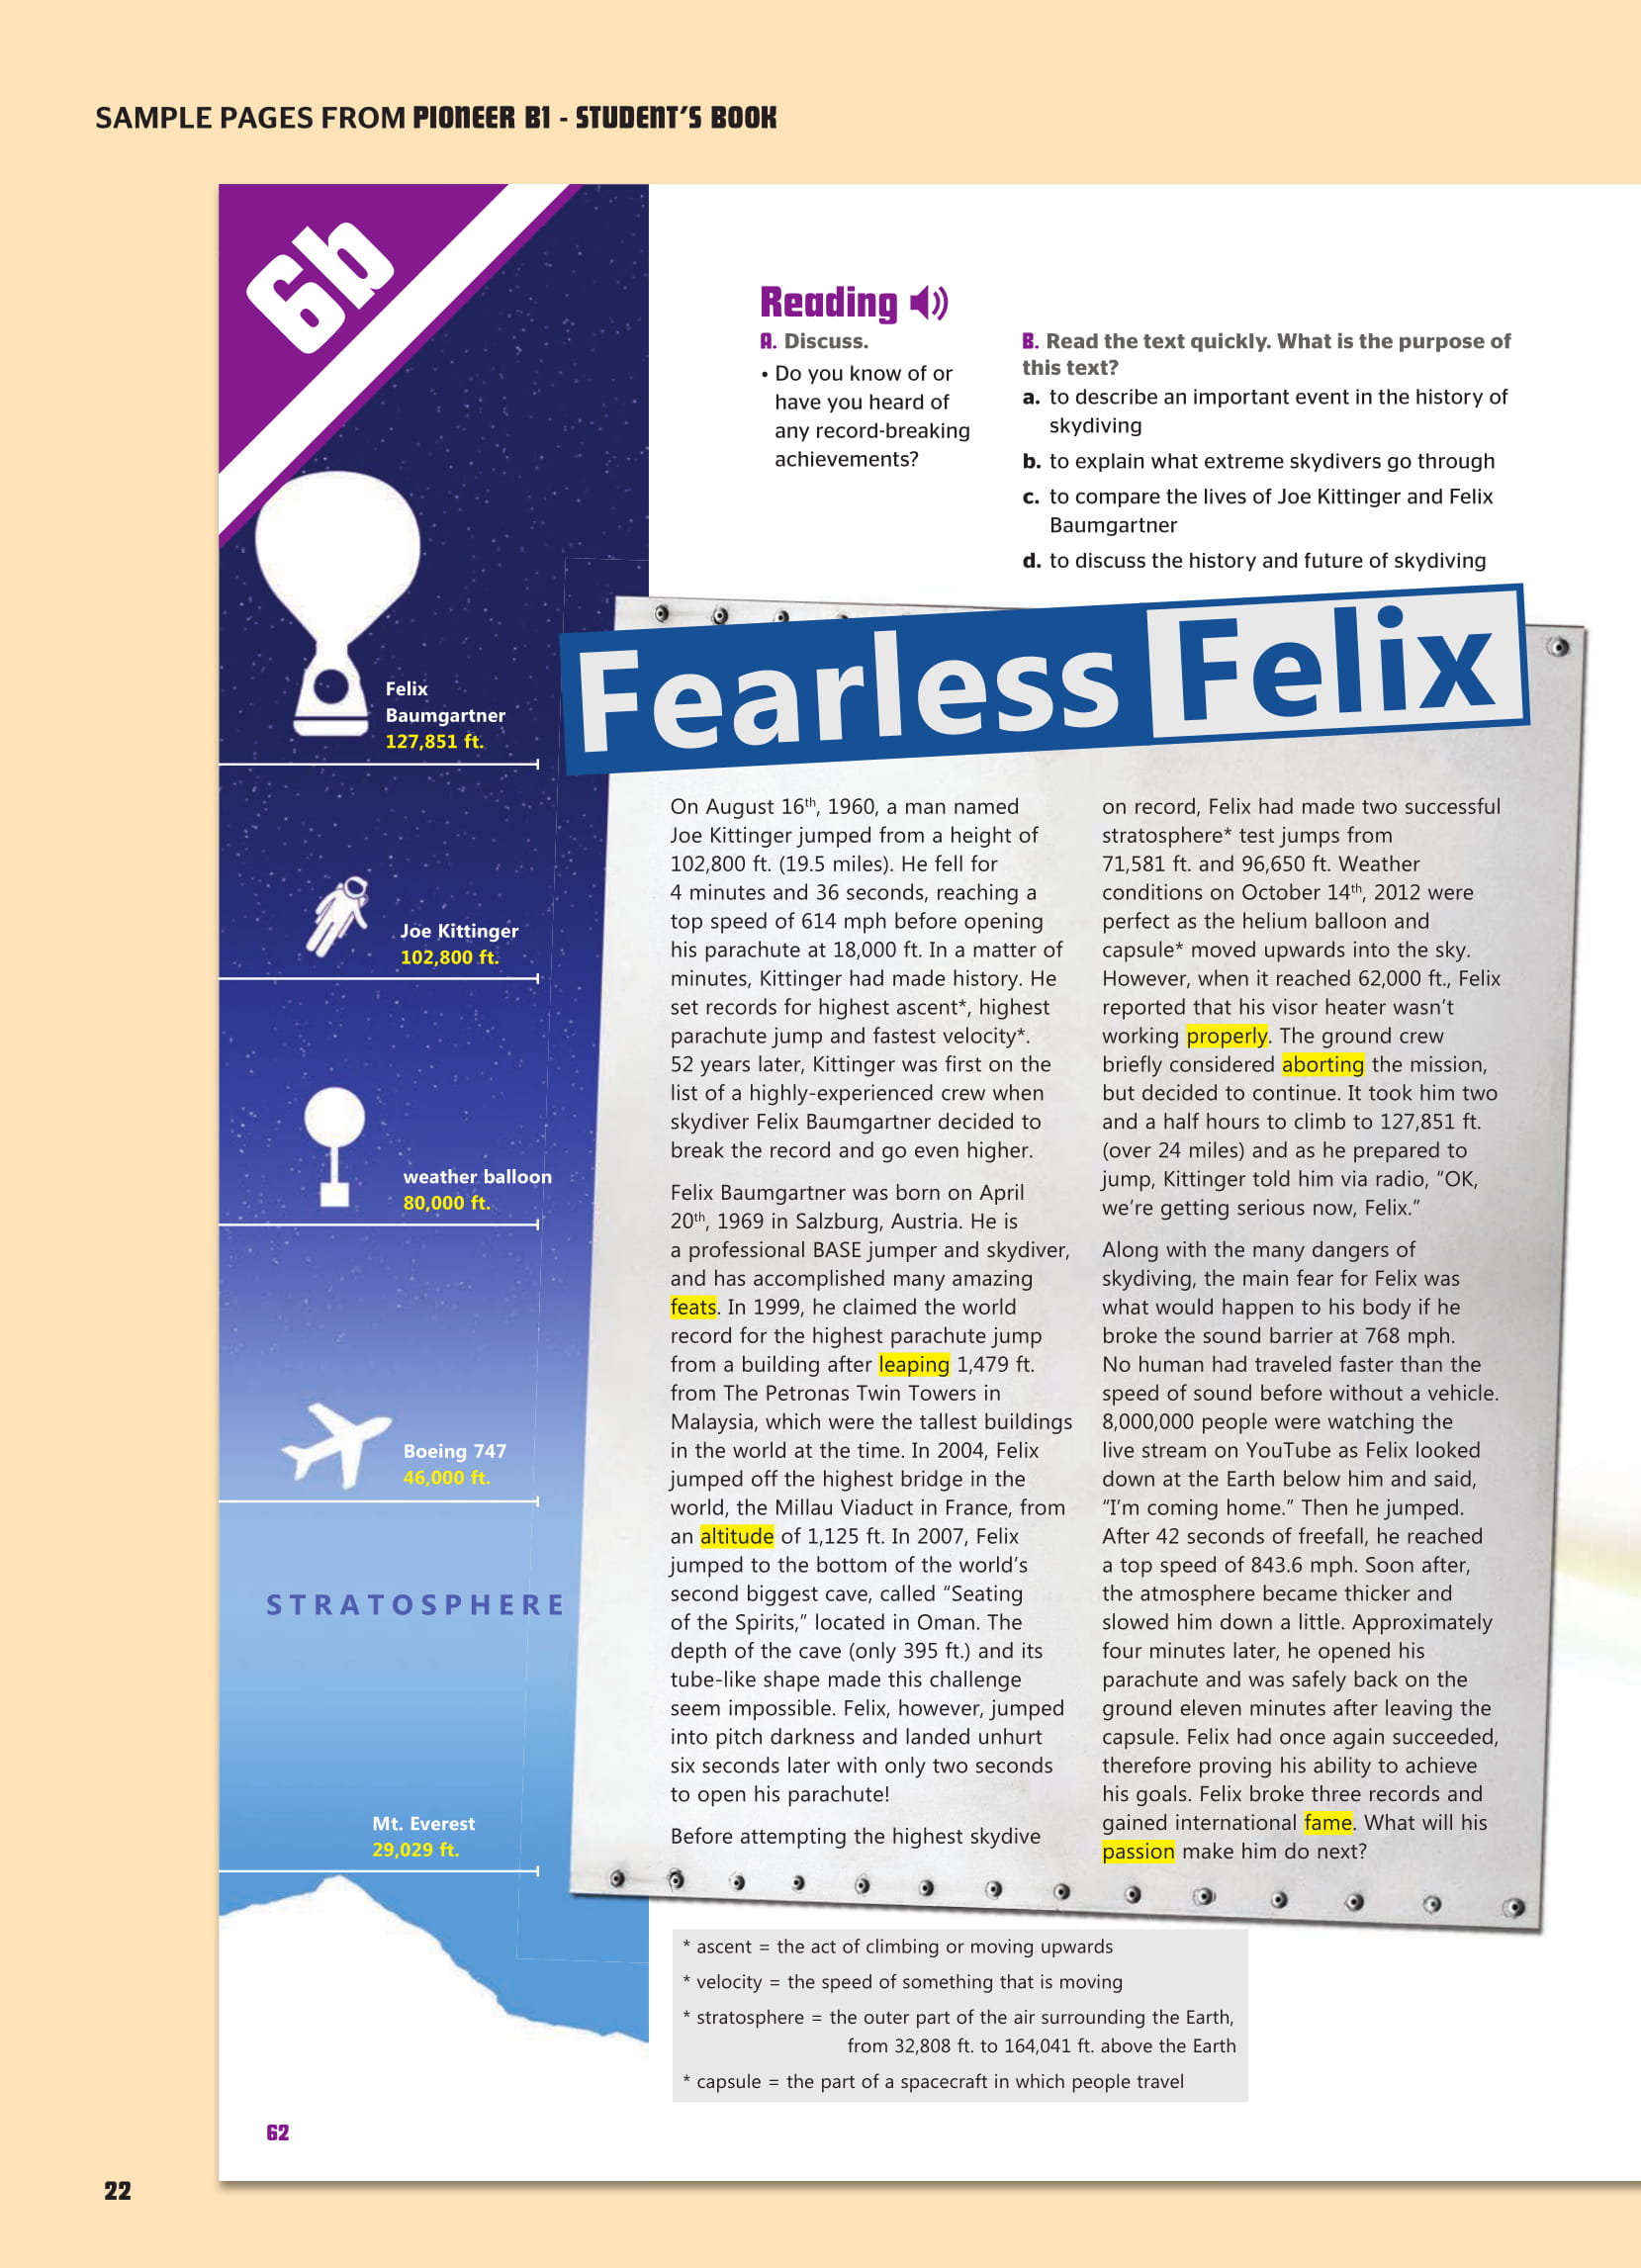 SAMPLE PAGES FROM PIONEER B1 - STUDENT'S BOOK
6b
Reading
A. Discuss.
• Do you know of or
have you heard of
any record-breaking
achievements?
B. Read the text quickly. What is the purpose of
this text?
a. to describe an important event in the history of
skydiving
b. to explain what extreme skydivers go through
c. to compare the lives of Joe Kittinger and Felix
Baumgartner
d. to discuss the history and future of skydiving
Felix
Baumgartner
127,851 ft.
Joe Kittinger
102,800 ft.
weather balloon
80,000 ft.
Boeing 747
46,000 ft.
STRATOSPHERE
Mt. Everest
29,029 ft.
Fearless Felix
On August 16th, 1960, a man named
Joe Kittinger jumped from a height of
102,800 ft. (19.5 miles). He fell for
4 minutes and 36 seconds, reaching a
top speed of 614 mph before opening
his parachute at 18,000 ft. In a matter of
minutes, Kittinger had made history. He
set records for highest ascent*, highest
parachute jump and fastest velocity*.
52 years later, Kittinger was first on the
list of a highly-experienced crew when
skydiver Felix Baumgartner decided to
break the record and go even higher.
Felix Baumgartner was born on April
20th, 1969 in Salzburg, Austria. He is
a professional BASE jumper and skydiver,
and has accomplished many amazing
feats. In 1999, he claimed the world
record for the highest parachute jump
from a building after leaping 1,479 ft.
from The Petronas Twin Towers in
Malaysia, which were the tallest buildings
in the world at the time. In 2004, Felix
jumped off the highest bridge in the
world, the Millau Viaduct in France, from
an altitude of 1,125 ft. In 2007, Felix
jumped to the bottom of the world's
second biggest cave, called "Seating
of the Spirits," located in Oman. The
depth of the cave (only 395 ft.) and its
tube-like shape made this challenge
seem impossible. Felix, however, jumped
into pitch darkness and landed unhurt
six seconds later with only two seconds
to open his parachute!
Before attempting the highest skydive
on record, Felix had made two successful
stratosphere* test jumps from
71,581 ft. and 96,650 ft. Weather
conditions on October 14th, 2012 were
perfect as the helium balloon and
capsule* moved upwards into the sky.
However, when it reached 62,000 ft., Felix
reported that his visor heater wasn't
working properly. The ground crew
briefly considered aborting the mission,
but decided to continue. It took him two
and a half hours to climb to 127,851 ft.
(over 24 miles) and as he prepared to
jump, Kittinger told him via radio, "OK,
we're getting serious now, Felix."
Along with the many dangers of
skydiving, the main fear for Felix was
what would happen to his body if he
broke the sound barrier at 768 mph.
No human had traveled faster than the
speed of sound before without a vehicle.
8,000,000 people were watching the
live stream on YouTube as Felix looked
down at the Earth below him and said,
"I'm coming home." Then he jumped.
After 42 seconds of freefall, he reached
a top speed of 843.6 mph. Soon after,
the atmosphere became thicker and
slowed him down a little. Approximately
four minutes later, he opened his
parachute and was safely back on the
ground eleven minutes after leaving the
capsule. Felix had once again succeeded,
therefore proving his ability to achieve
his goals. Felix broke three records and
gained international fame. What will his
passion make him do next?
* ascent = the act of climbing or moving upwards
* velocity = the speed of something that is moving
* stratosphere = the outer part of the air surrounding the Earth,
from 32,808 ft. to 164,041 ft. above the Earth
* capsule = the part of a spacecraft in which people travel
62
22